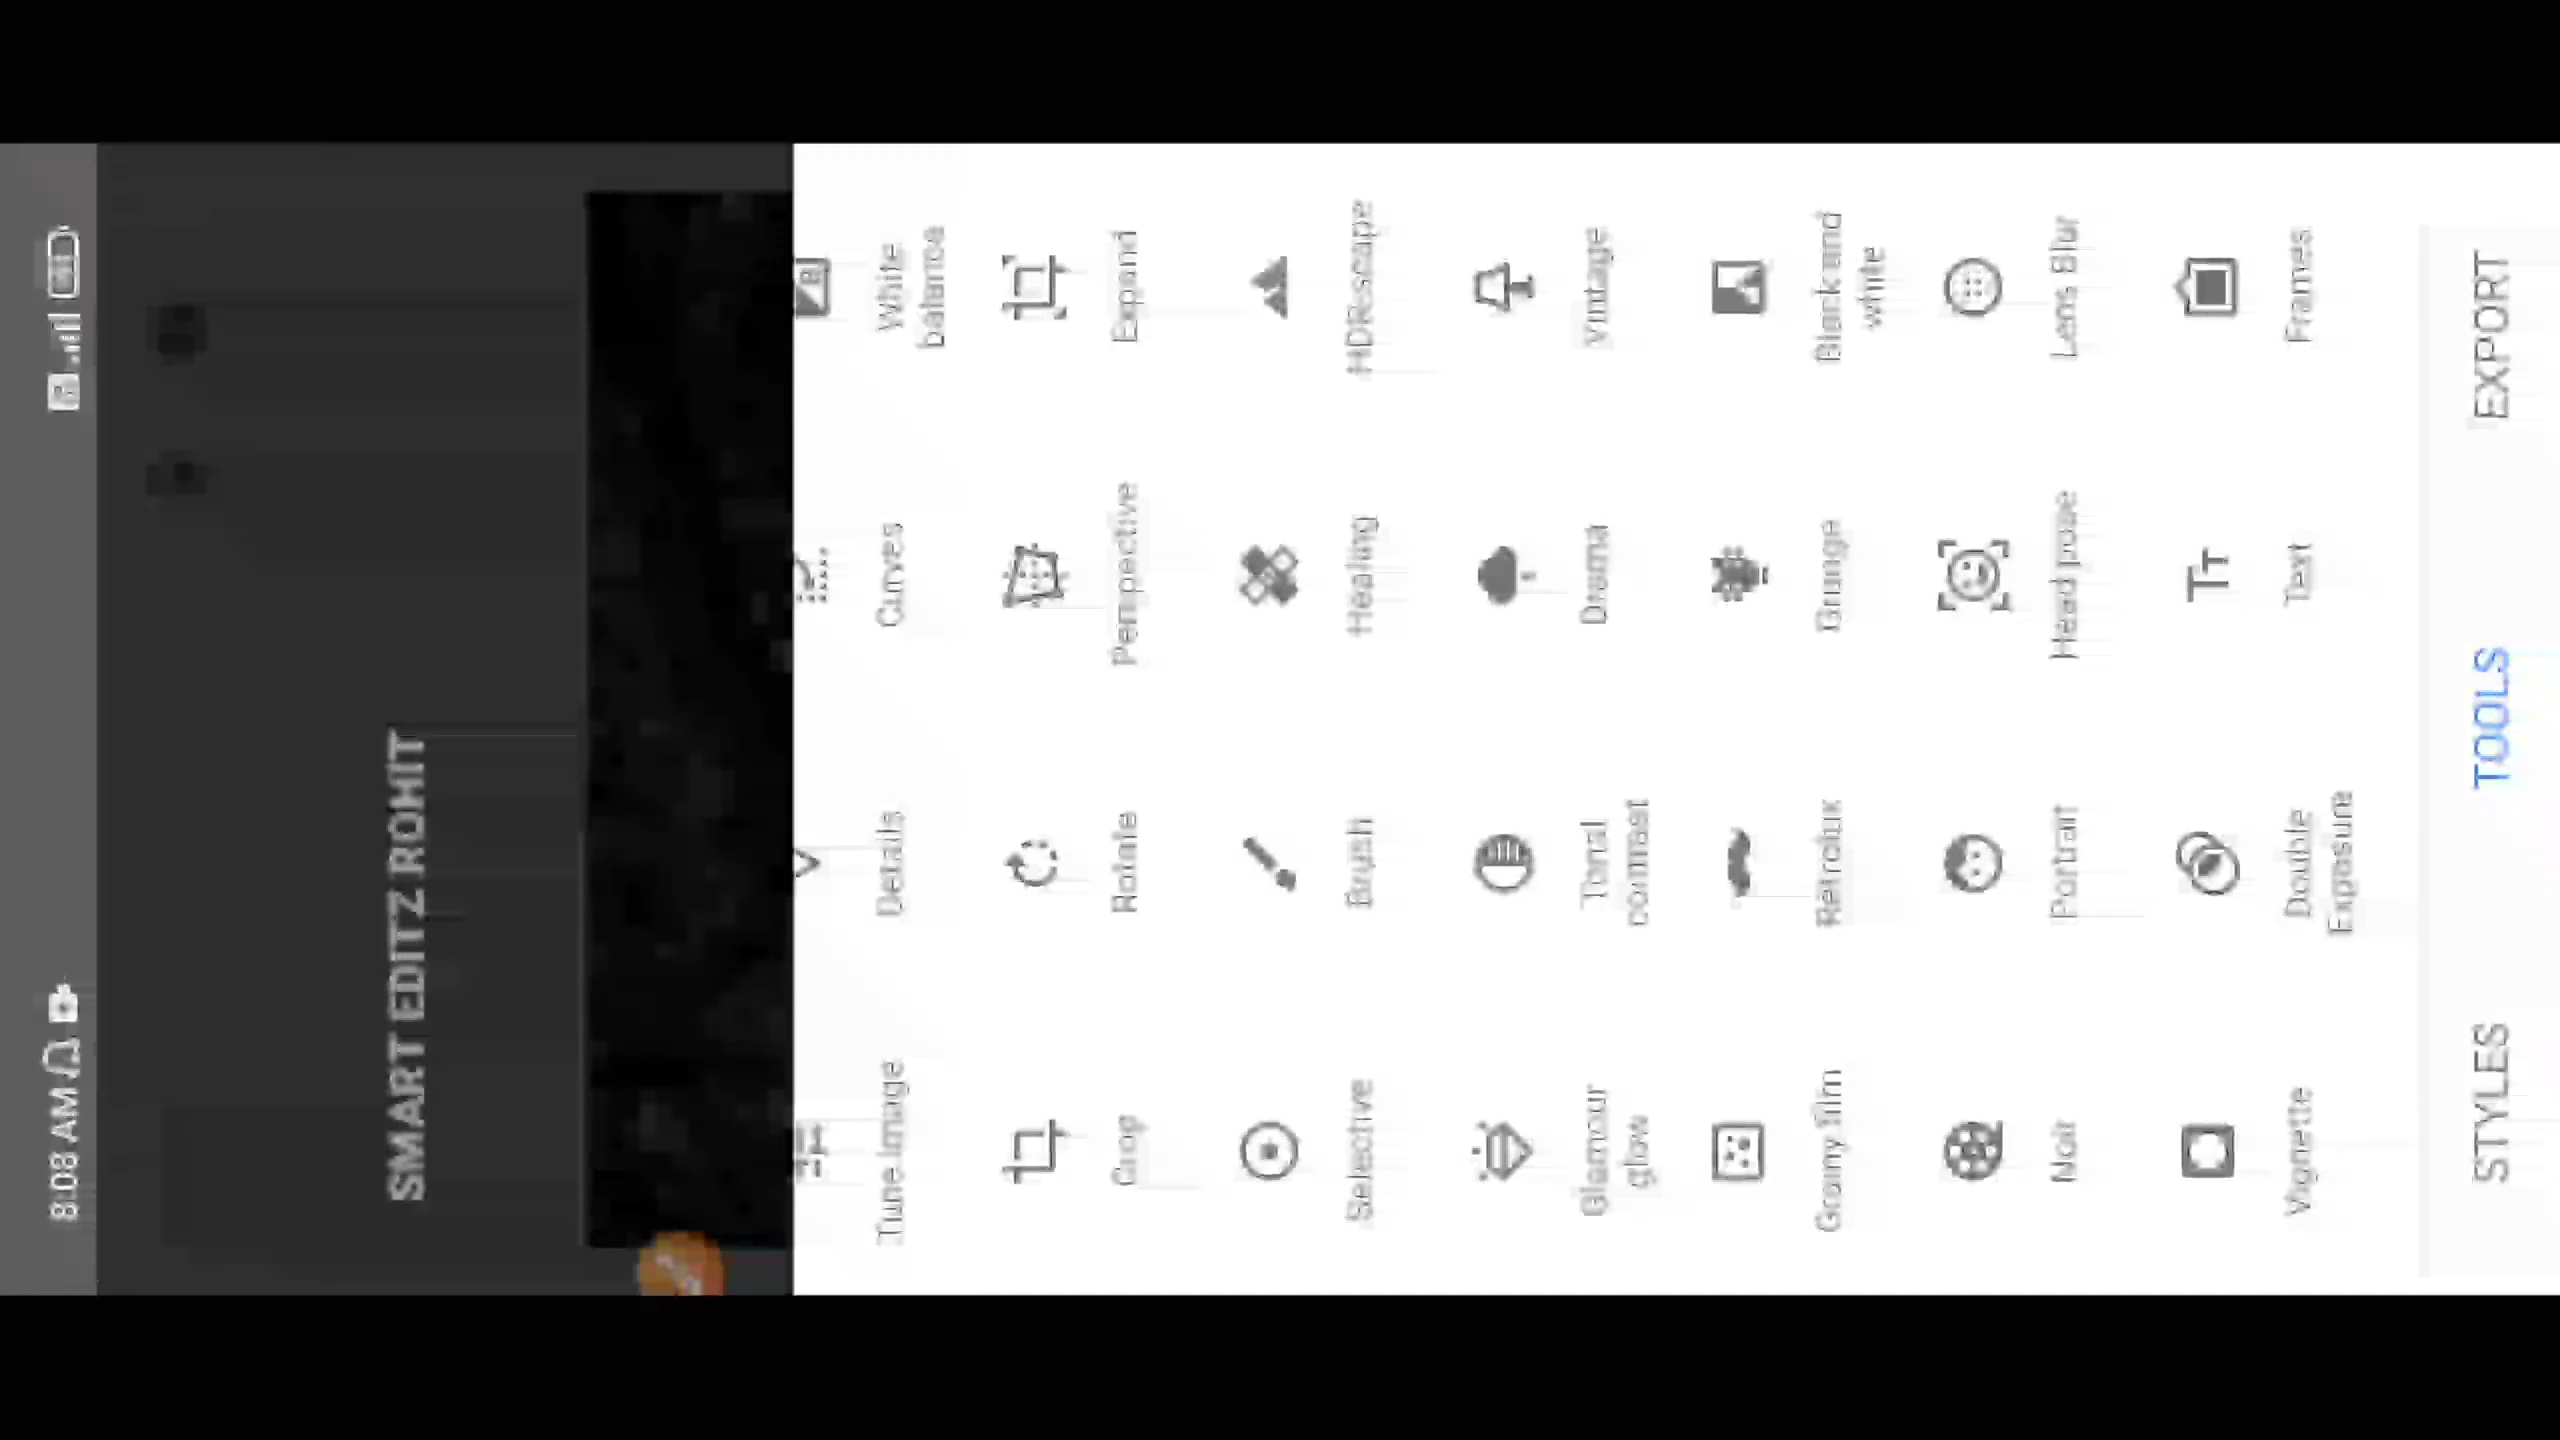 8:08 AM
SMART EDITZ ROHIT
Tune Image
Details
Curves
White
balance
Crop
Rotate
Perspective
Expand
Selective
Brush
Healing
HDRscape
Glamour
glow
Tonal
contrast
Drama
Vintage
Grainy film
Retrolux
Grunge
Black and
white
Noir
Portrait
Head pose
Lens Blur
Vignette
Double
Exposure
Text
Frames
STYLES
TOOLS
EXPORT